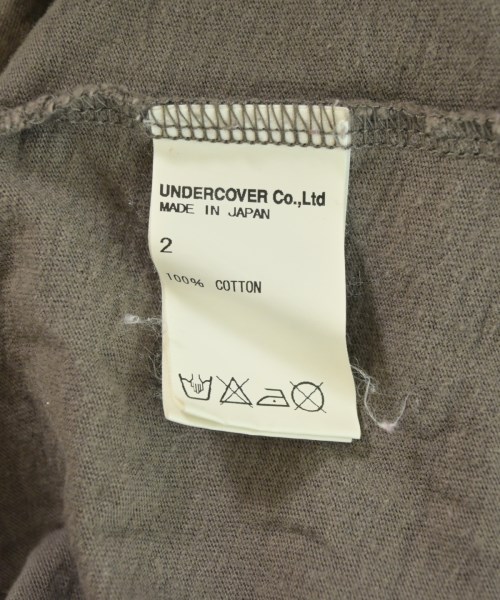 UNDERCOVER Co.,Ltd
MADE IN JAPAN
2
100% COTTON